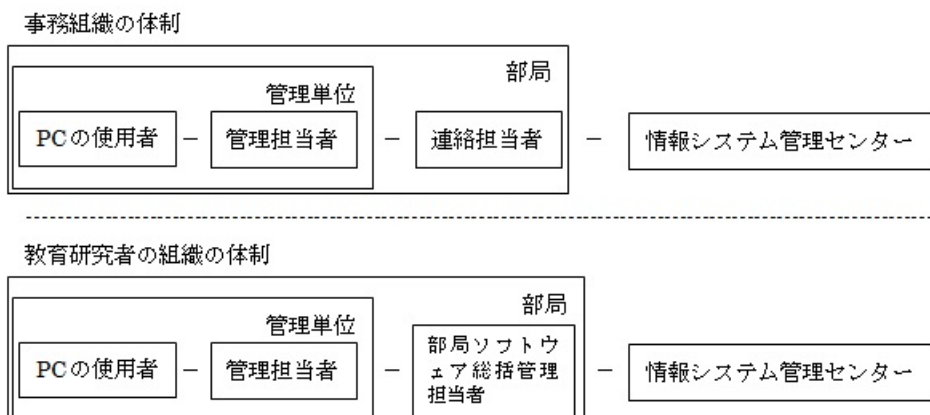 事務組織の体制
部局
管理単位
PCの使用者 － 管理担当者 － 連絡担当者 － 情報システム管理センター
教育研究者の組織の体制
部局
管理単位
PCの使用者 － 管理担当者 － 部局ソフトウ
ェア総括管理
担当者 － 情報システム管理センター